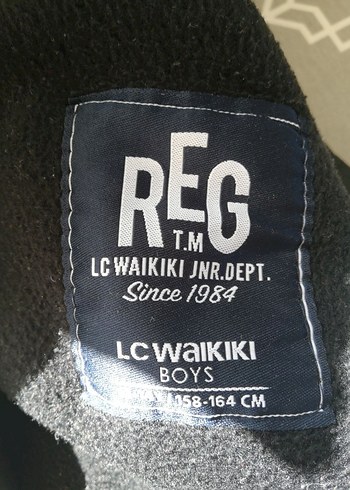 REG
T.M
LC WAIKIKI JNR.DEPT.
Since 1984
LC WAIKIKI
BOYS
158-164 CM